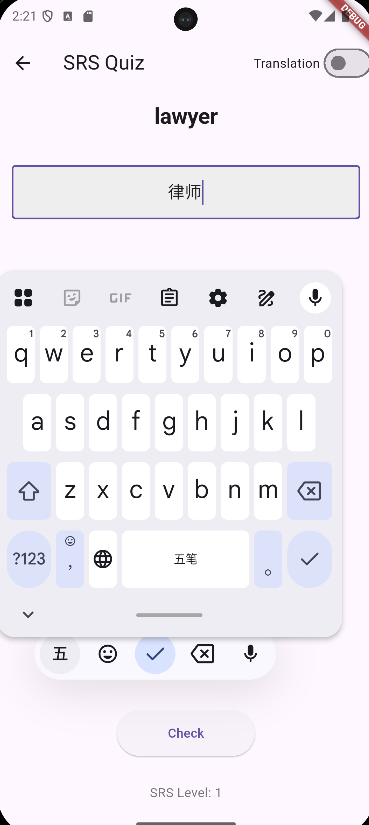 2:21
DEBUG
SRS Quiz
Translation
lawyer
律师
GIF
1 2 3 4 5 6 7 8 9 0
q w e r t y u i o p
a s d f g h j k l
z x c v b n m
?123 , 五笔 。
五
Check
SRS Level: 1